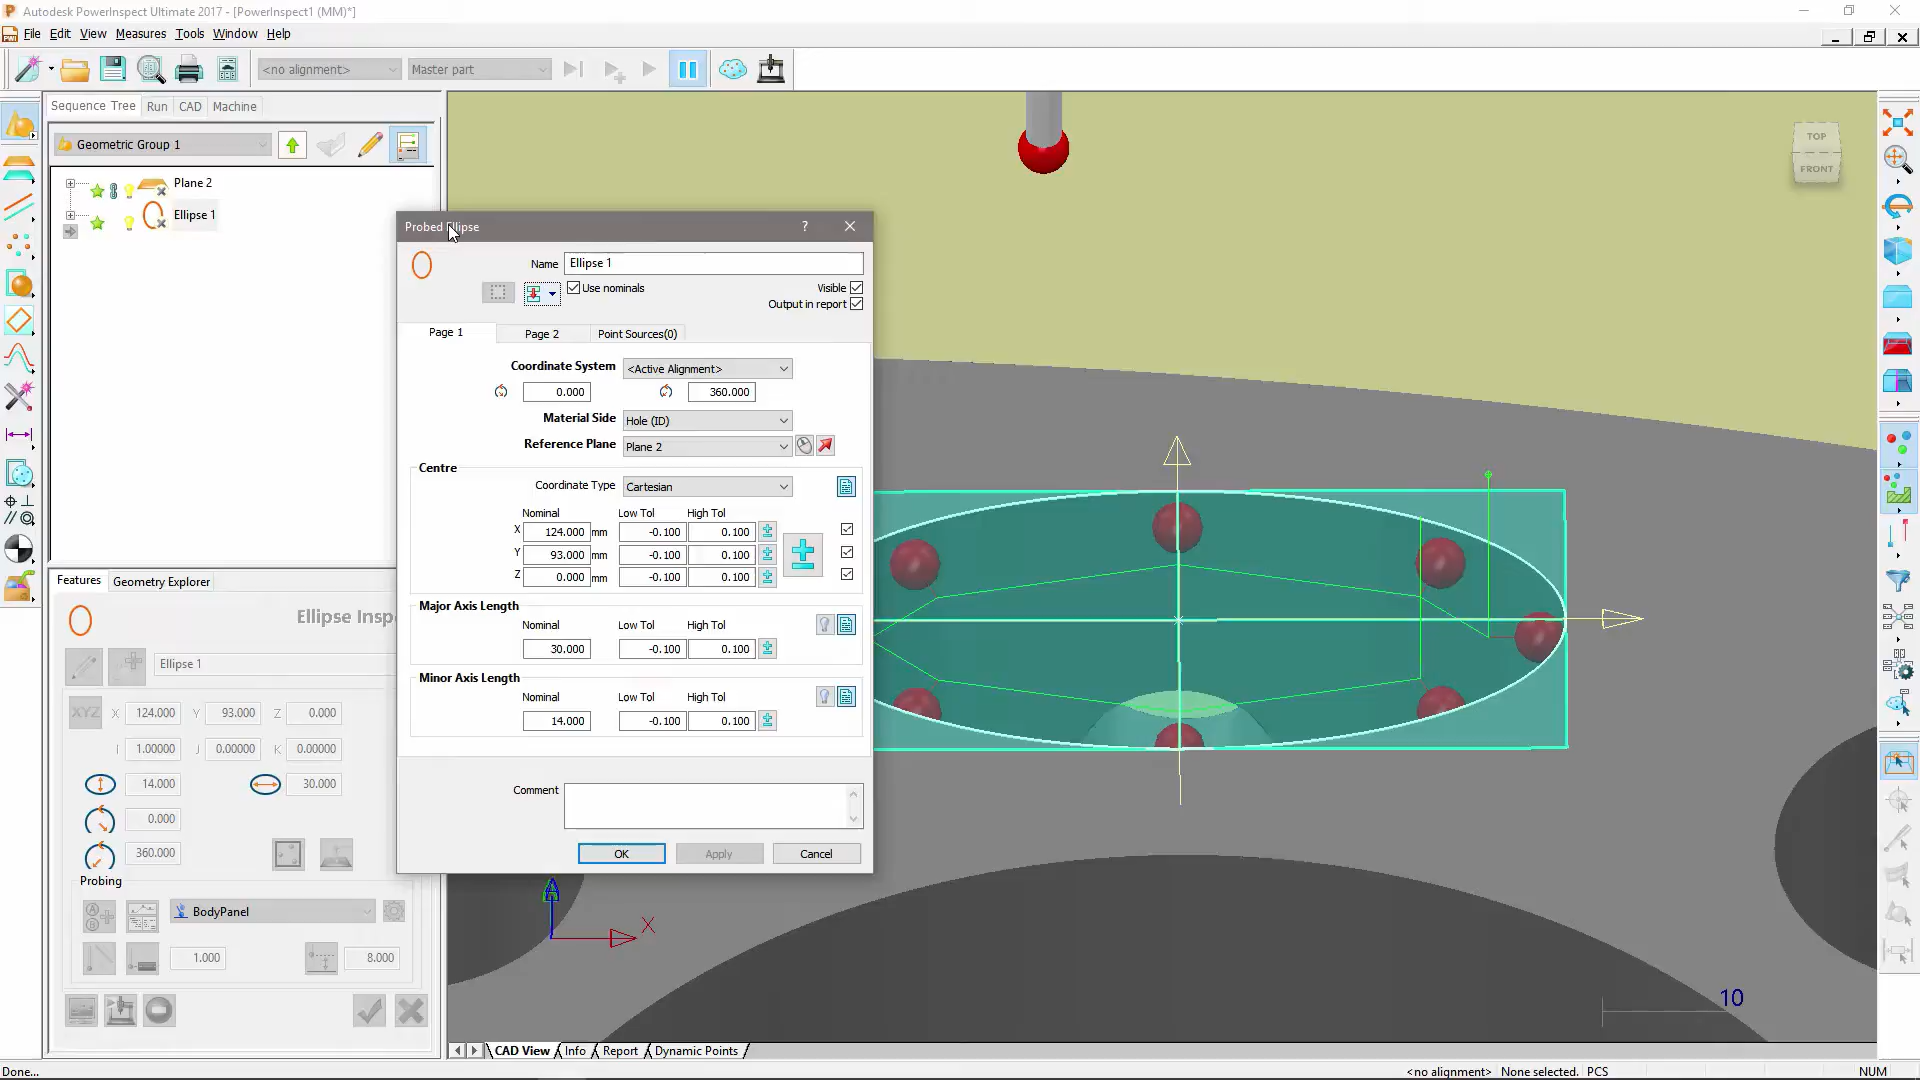 Autodesk PowerInspect Ultimate 2017 - [PowerInspect1 (MM)*]
File Edit View Measures Tools Window Help
<no alignment> Master part
Sequence Tree Run CAD Machine
Geometric Group 1
Plane 2
Ellipse 1
TOP
FRONT
Probed Ellipse ?
Name Ellipse 1
Use nominals Visible
Output in report
Page 1 Page 2 Point Sources(0)
Coordinate System <Active Alignment>
0.000 360.000
Material Side Hole (ID)
Reference Plane Plane 2
Centre
Coordinate Type Cartesian
Nominal Low Tol High Tol
X 124.000 mm -0.100 0.100
Y 93.000 mm -0.100 0.100
Z 0.000 mm -0.100 0.100
Major Axis Length
Nominal Low Tol High Tol
30.000 -0.100 0.100
Minor Axis Length
Nominal Low Tol High Tol
14.000 -0.100 0.100
Comment
OK Apply Cancel
Features Geometry Explorer
Ellipse Insp
Ellipse 1
XYZ X 124.000 Y 93.000 Z 0.000
I 1.00000 J 0.00000 K 0.00000
14.000 30.000
0.000
360.000
Probing
BodyPanel
1.000 8.000
X
10
CAD View Info Report Dynamic Points
Done... <no alignment> None selected. PCS NUM